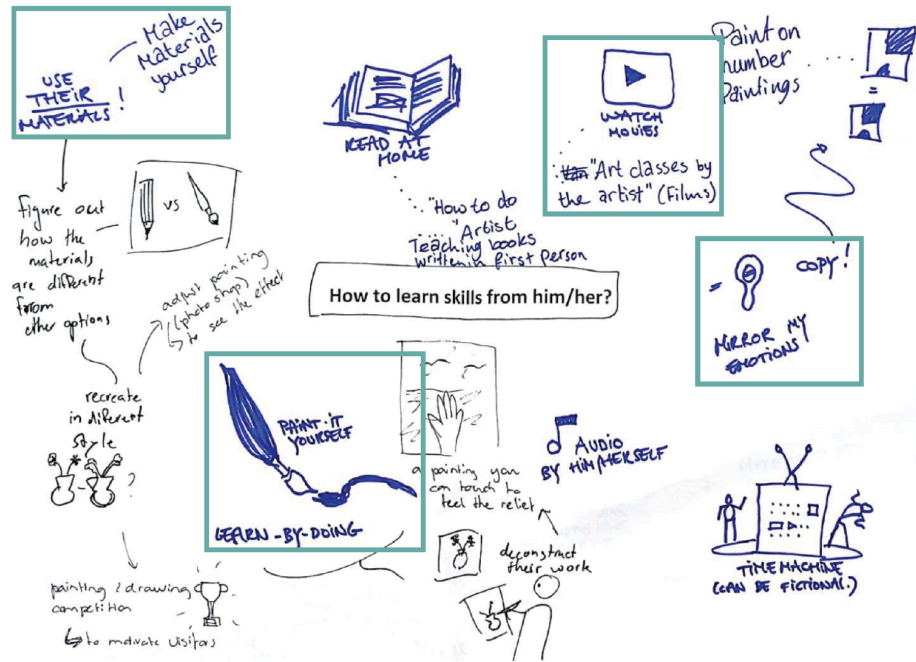 Make
Materials
yourself
USE
THEIR
MATERIALS!
READ AT
HOME
"How to do
"Artist
Teaching books
written in first person
WATCH
MOVIES
"Art classes by
the artist" (Films)
Paint on
number
Paintings
=
figure out
how the
materials
are different
from
other options
VS
adjust painting
(photoshop)
to see the effect
How to learn skills from him/her?
COPY!
=
MIRROR MY
EMOTIONS
recreate
in different
style
?
PAINT-IT
YOURSELF
LEARN-BY-DOING
a painting you
can touch to
feel the relief
AUDIO
BY HIM/HERSELF
deconstruct
their work
TIME MACHINE
(CAN BE FICTIONAL.)
painting / drawing
competition
to motivate visitors